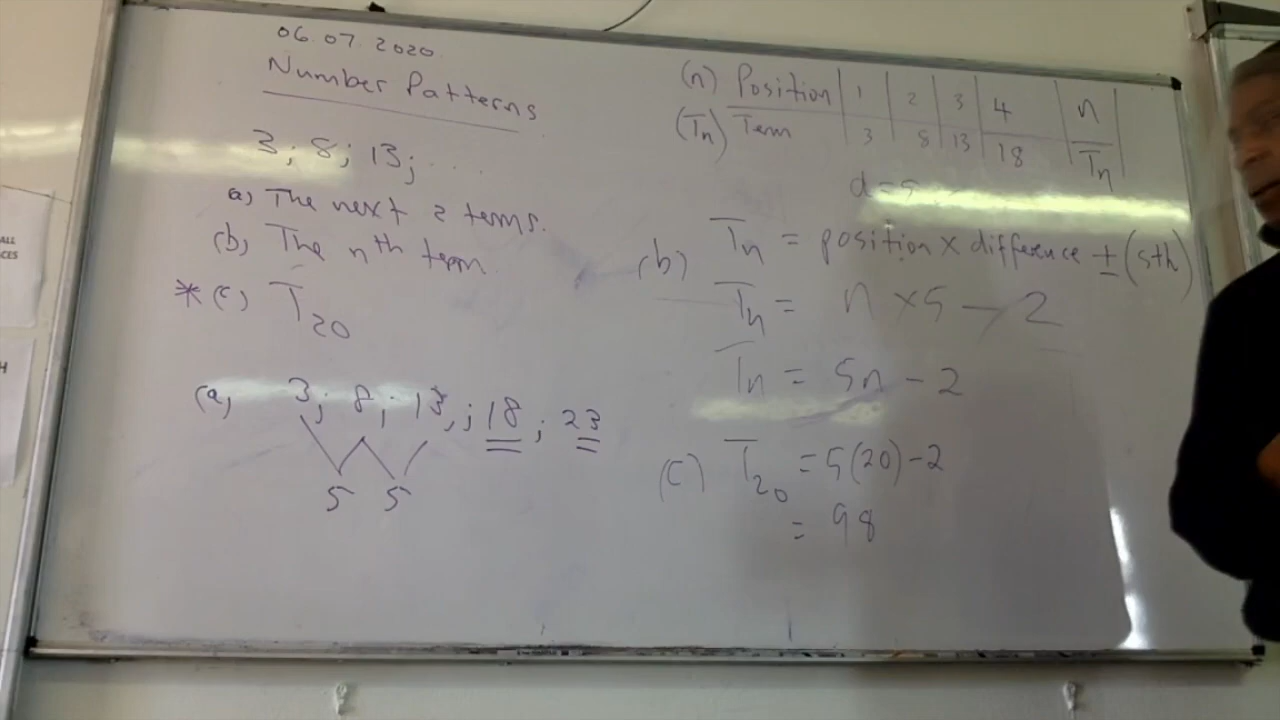 06.07.2020
Number Patterns
3; 8; 13; ...
a) The next 2 terms.
(b) The nth term
* (c) T20
(a) 3; 8; 13; ; 18 ; 23
5 5
(n) Position | 1 | 2 | 3 | 4 | n
(Tn) Term | 3 | 8 | 13 | 18 | Tn
d=5
(b) Tn = position × difference ± (sth)
Tn = n × 5 - 2
Tn = 5n - 2
(c) T20 = 5(20)-2
= 98
ALL